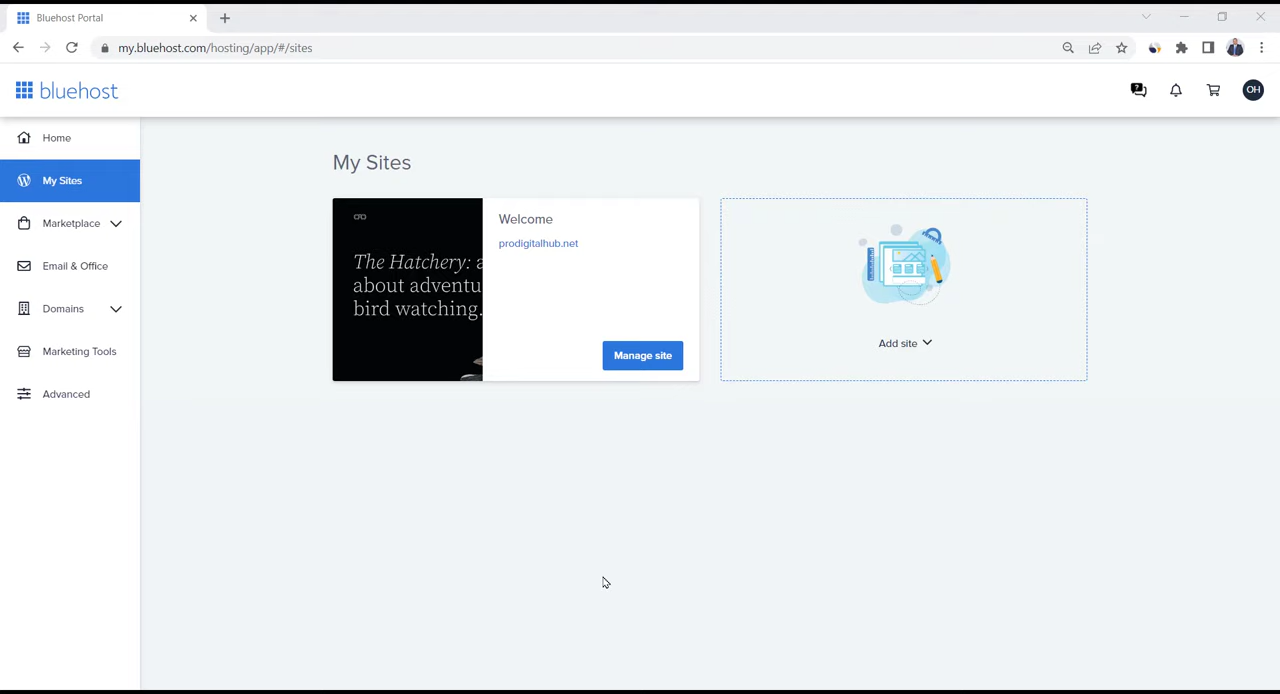 Bluehost Portal
my.bluehost.com/hosting/app/#/sites
bluehost
OH
Home
My Sites
Marketplace
Email & Office
Domains
Marketing Tools
Advanced
My Sites
The Hatchery: a
about adventu
bird watching.
Welcome
prodigitalhub.net
Manage site
Add site